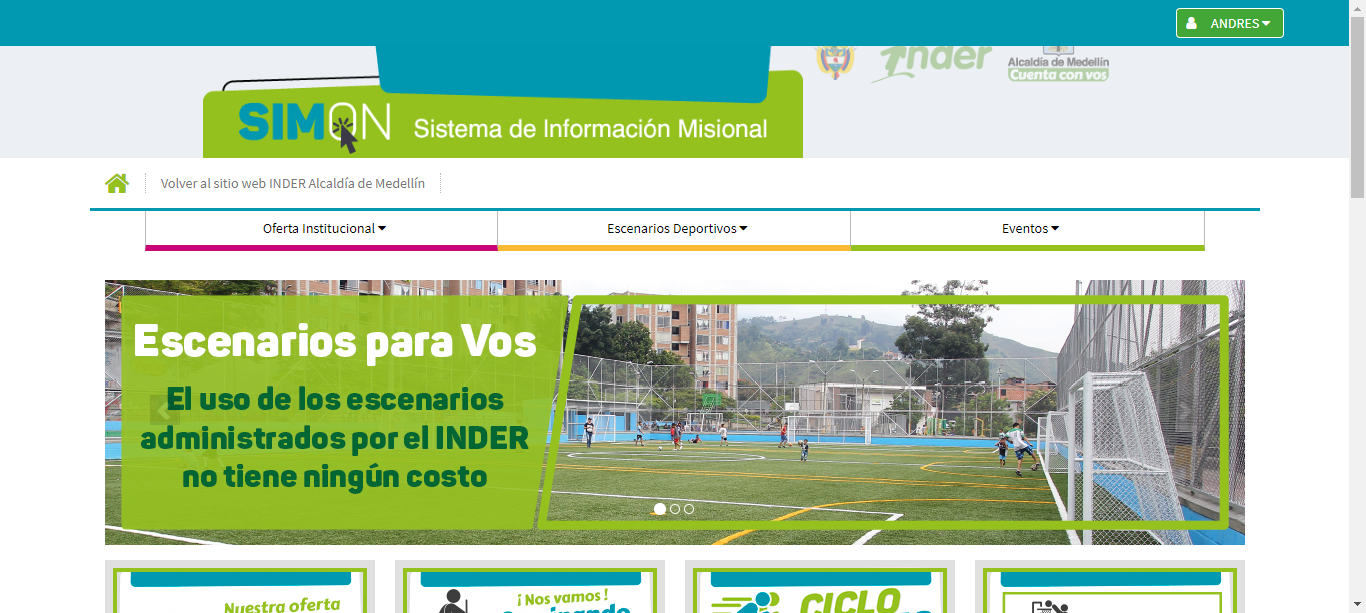 ANDRES
inder
Alcaldía de Medellín
Cuenta con vos
SIMON Sistema de Información Misional
Volver al sitio web INDER Alcaldía de Medellín
Oferta Institucional
Escenarios Deportivos
Eventos
Escenarios para Vos
El uso de los escenarios
administrados por el INDER
no tiene ningún costo
Nuestra oferta
¡Nos vamos!
CICLO